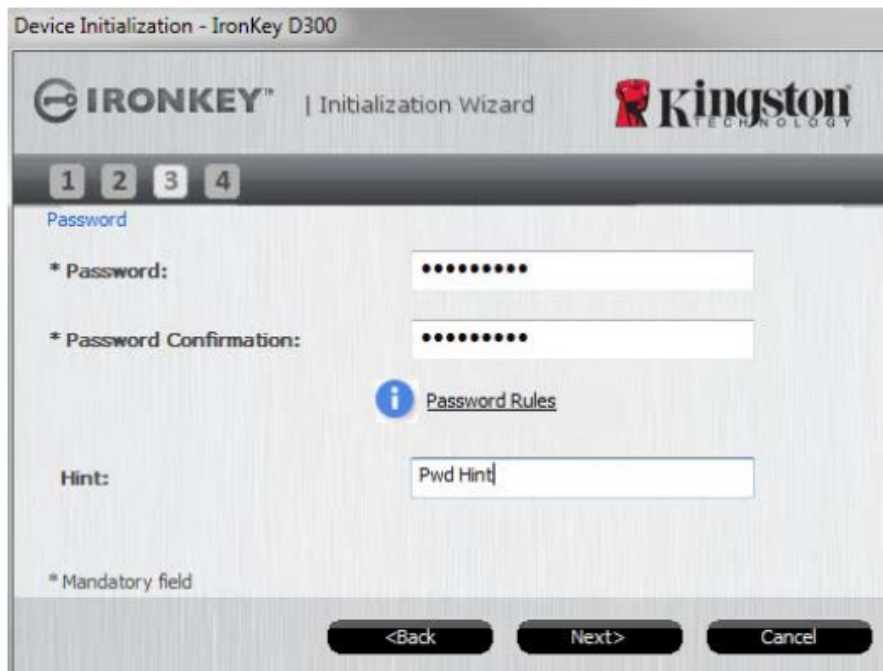 Device Initialization - IronKey D300
IRONKEY™ | Initialization Wizard Kingston
TECHNOLOGY
1 2 3 4
Password
* Password: •••••••••
* Password Confirmation: •••••••••
i Password Rules
Hint: Pwd Hint
* Mandatory field
<Back Next> Cancel